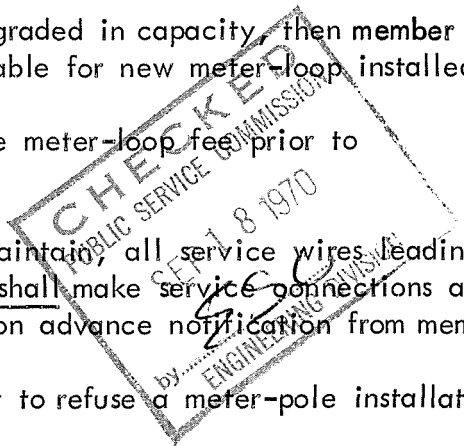 graded in capacity, then member
able for new meter-loop installed
e meter-loop fee prior to
aintain, all service wires leadin
shall make service connections a
on advance notification from mem
t to refuse a meter-pole installat
CHECKED
PUBLIC SERVICE COMMISSION
SEP 18 1970
by
ENGINEERING DIVISION